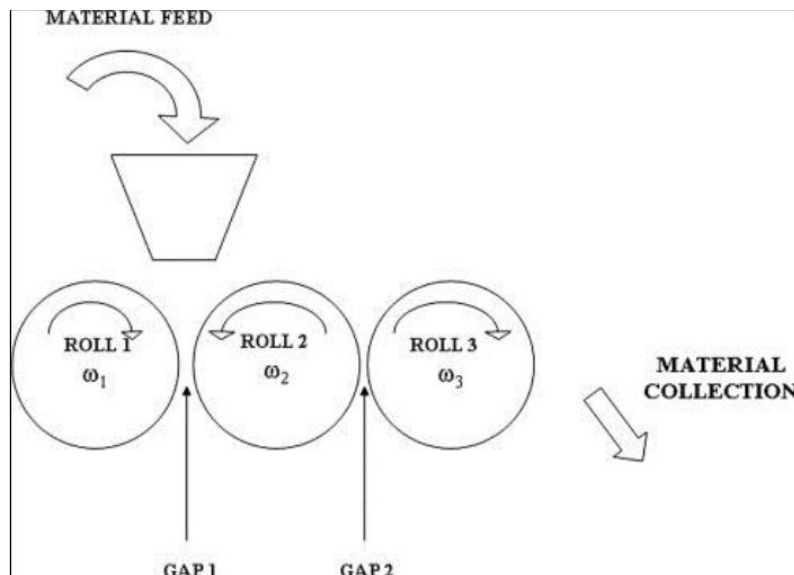 MATERIAL FEED
ROLL 1
ω1
ROLL 2
ω2
ROLL 3
ω3
MATERIAL
COLLECTION
GAP 1
GAP 2